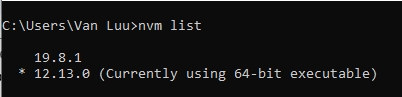 C:\Users\Van Luu>nvm list
19.8.1
* 12.13.0 (Currently using 64-bit executable)